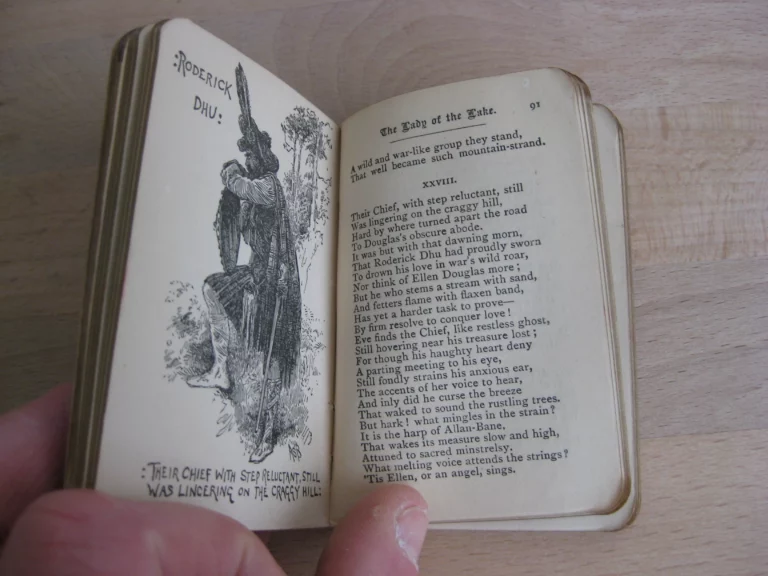 :RODERICK
DHU:
:THEIR CHIEF WITH STEP RELUCTANT, STILL
WAS LINGERING ON THE CRAGGY HILL:
The Lady of the Lake. 91
A wild and war-like group they stand,
That well became such mountain-strand.
XXVIII.
Their Chief, with step reluctant, still
Was lingering on the craggy hill,
Hard by where turned apart the road
To Douglas's obscure abode.
It was but with that dawning morn,
That Roderick Dhu had proudly sworn
To drown his love in war's wild roar,
Nor think of Ellen Douglas more;
But he who stems a stream with sand,
And fetters flame with flaxen band,
Has yet a harder task to prove—
By firm resolve to conquer love!
Eve finds the Chief, like restless ghost,
Still hovering near his treasure lost;
For though his haughty heart deny
A parting meeting to his eye,
Still fondly strains his anxious ear,
The accents of her voice to hear,
And inly did he curse the breeze
That waked to sound the rustling trees.
But hark! what mingles in the strain?
It is the harp of Allan-Bane.
That wakes its measure slow and high,
Attuned to sacred minstrelsy.
What melting voice attends the strings?
'Tis Ellen, or an angel, sings.